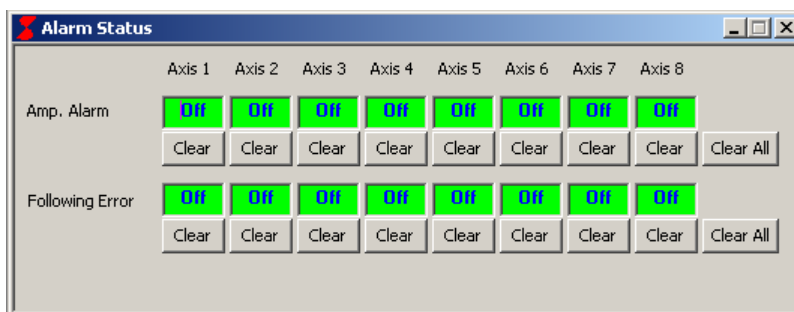 Alarm Status
Axis 1 Axis 2 Axis 3 Axis 4 Axis 5 Axis 6 Axis 7 Axis 8
Amp. Alarm Off Off Off Off Off Off Off Off
Clear Clear Clear Clear Clear Clear Clear Clear Clear All
Following Error Off Off Off Off Off Off Off Off
Clear Clear Clear Clear Clear Clear Clear Clear Clear All